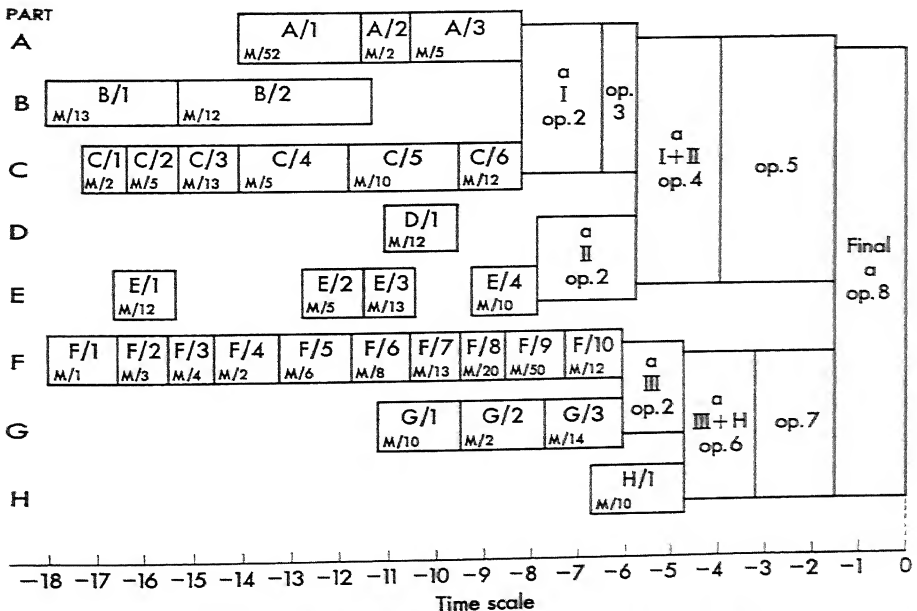 PART
A
A/1 A/2 A/3
M/52 M/2 M/5
B
B/1 B/2
M/13 M/12
C
C/1 C/2 C/3 C/4 C/5 C/6
M/2 M/5 M/13 M/5 M/10 M/12
D
D/1
M/12
E
E/1 E/2 E/3 E/4
M/12 M/5 M/13 M/10
F
F/1 F/2 F/3 F/4 F/5 F/6 F/7 F/8 F/9 F/10
M/1 M/3 M/4 M/2 M/6 M/8 M/13 M/20 M/50 M/12
G
G/1 G/2 G/3
M/10 M/2 M/14
H
H/1
M/10
a
I
op.2
op.
3
a
II
op.2
a
III
op.2
a
I+II
op.4
op.5
a
III+H
op.6
op.7
Final
a
op.8
−18 −17 −16 −15 −14 −13 −12 −11 −10 −9 −8 −7 −6 −5 −4 −3 −2 −1 0
Time scale